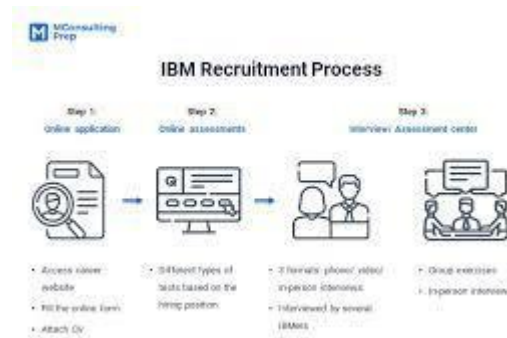 MConsulting
Prep
IBM Recruitment Process
Step 1:
Online application
Step 2:
Online assessments
Step 3:
Interview/ Assessment center
• Access career
website
• Fill the online form
• Attach CV
• Different types of
tests based on the
hiring position
• 3 formats: phone/ video/
in-person interviews
• Interviewed by several
IBMers
• Group exercises
• In-person interview